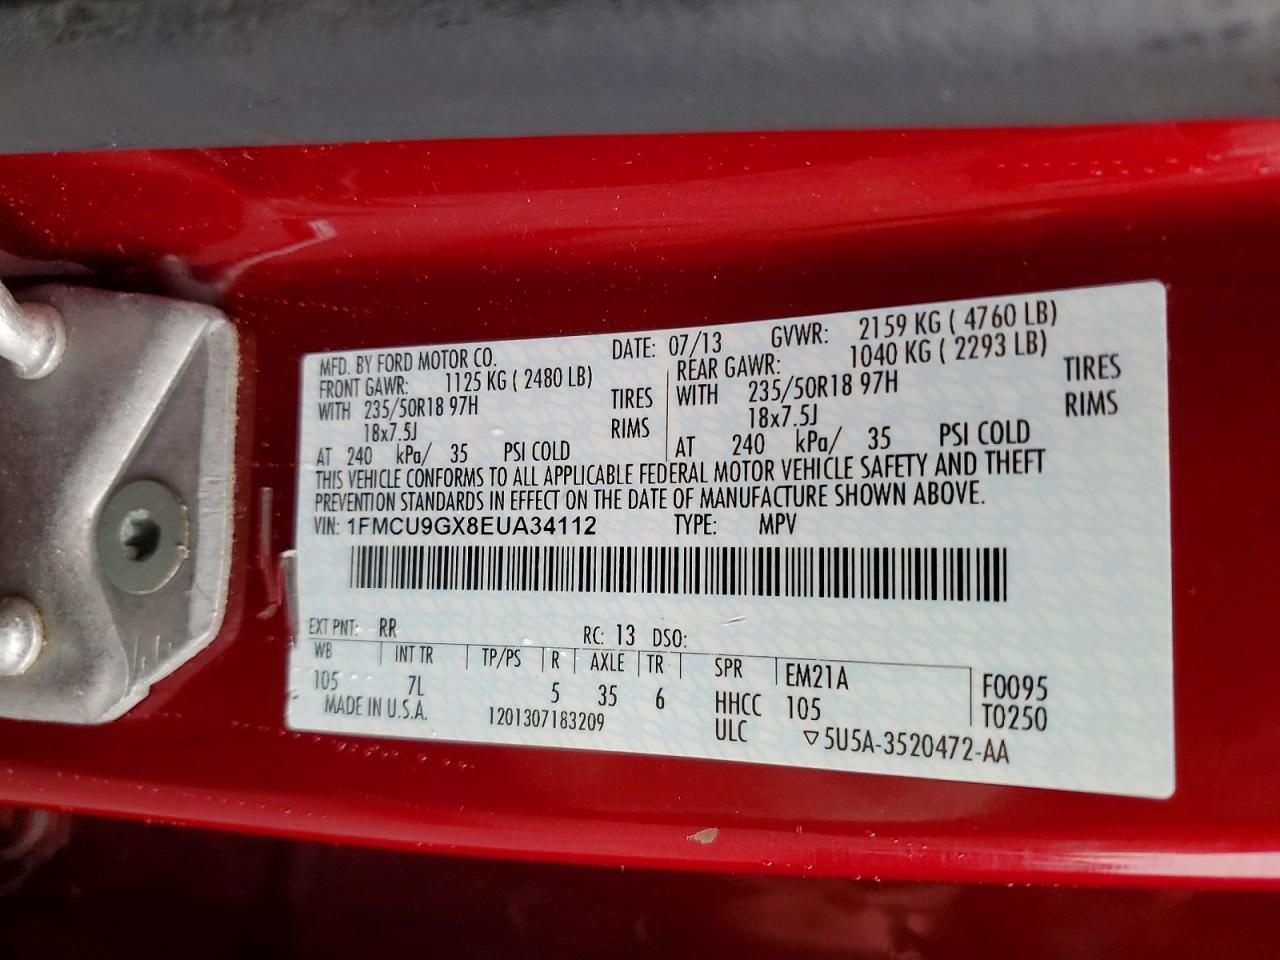 MFD. BY FORD MOTOR CO. DATE: 07/13 GVWR: 2159 KG ( 4760 LB)
FRONT GAWR: 1125 KG ( 2480 LB) REAR GAWR: 1040 KG ( 2293 LB)
WITH 235/50R18 97H TIRES WITH 235/50R18 97H TIRES
18x7.5J RIMS 18x7.5J RIMS
AT 240 kPa/ 35 PSI COLD AT 240 kPa/ 35 PSI COLD
THIS VEHICLE CONFORMS TO ALL APPLICABLE FEDERAL MOTOR VEHICLE SAFETY AND THEFT
PREVENTION STANDARDS IN EFFECT ON THE DATE OF MANUFACTURE SHOWN ABOVE.
VIN: 1FMCU9GX8EUA34112 TYPE: MPV
EXT PNT: RR RC: 13 DSO:
WB INT TR TP/PS R AXLE TR SPR EM21A F0095
105 7L 5 35 6 HHCC 105 T0250
MADE IN U.S.A. 1201307183209 ULC ▽5U5A-3520472-AA